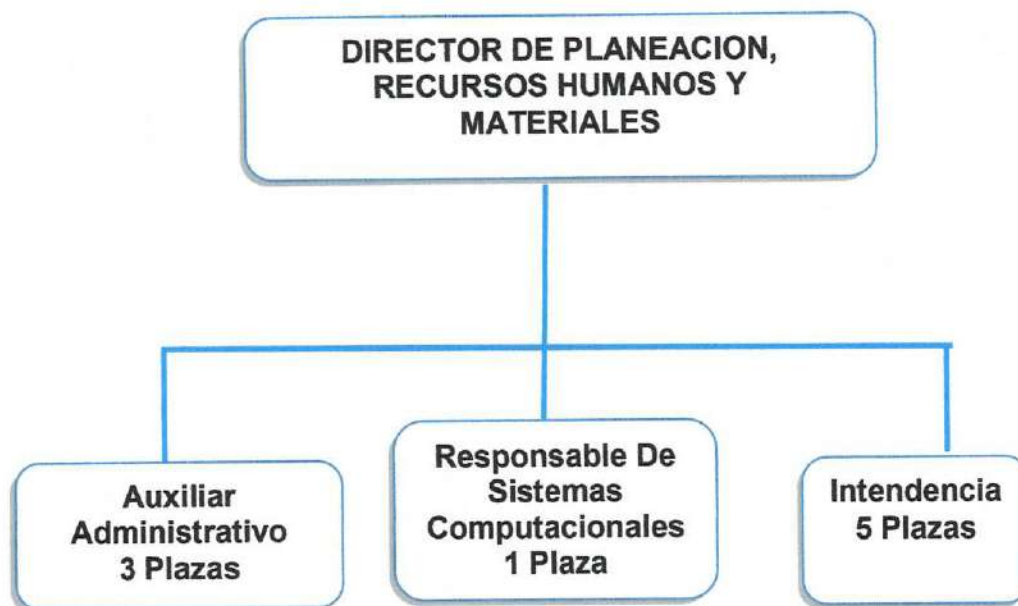 DIRECTOR DE PLANEACION,
RECURSOS HUMANOS Y
MATERIALES
Auxiliar
Administrativo
3 Plazas
Responsable De
Sistemas
Computacionales
1 Plaza
Intendencia
5 Plazas